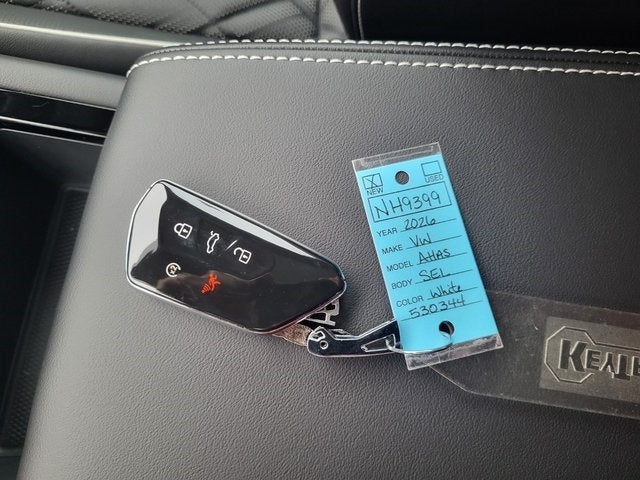 X
NEW
USED
NH9399
YEAR 2026
MAKE VW
MODEL Atlas
BODY SEL
COLOR White
530344